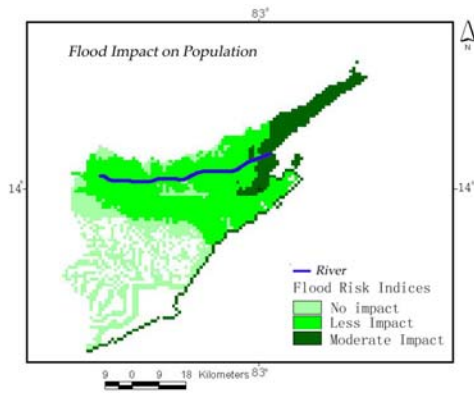 83°
Flood Impact on Population
N
14°
14°
River
Flood Risk Indices
No impact
Less Impact
Moderate Impact
83°
9 0 9 18 Kilometers